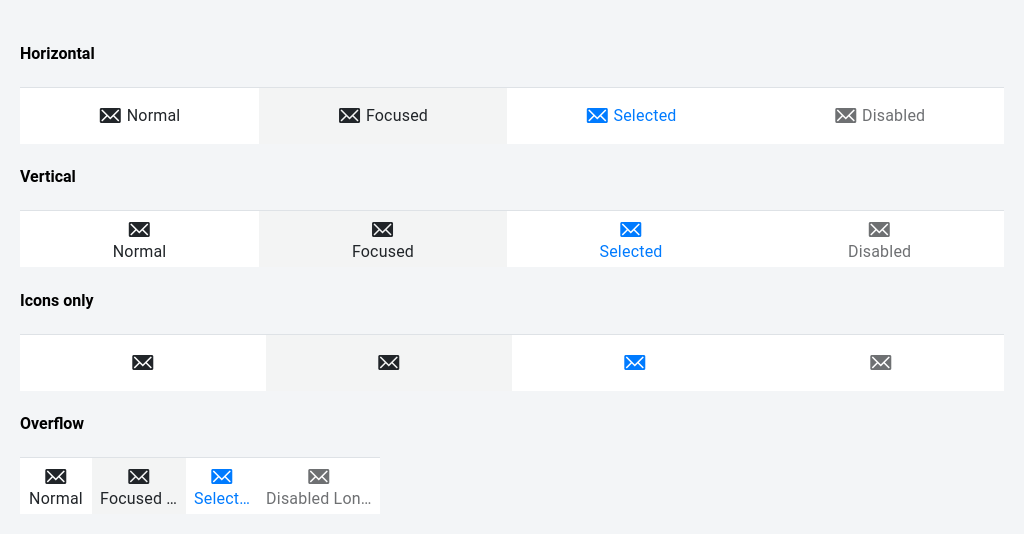 Horizontal
Normal Focused Selected Disabled
Vertical
Normal Focused Selected Disabled
Icons only
Overflow
Normal Focused ... Select... Disabled Lon...